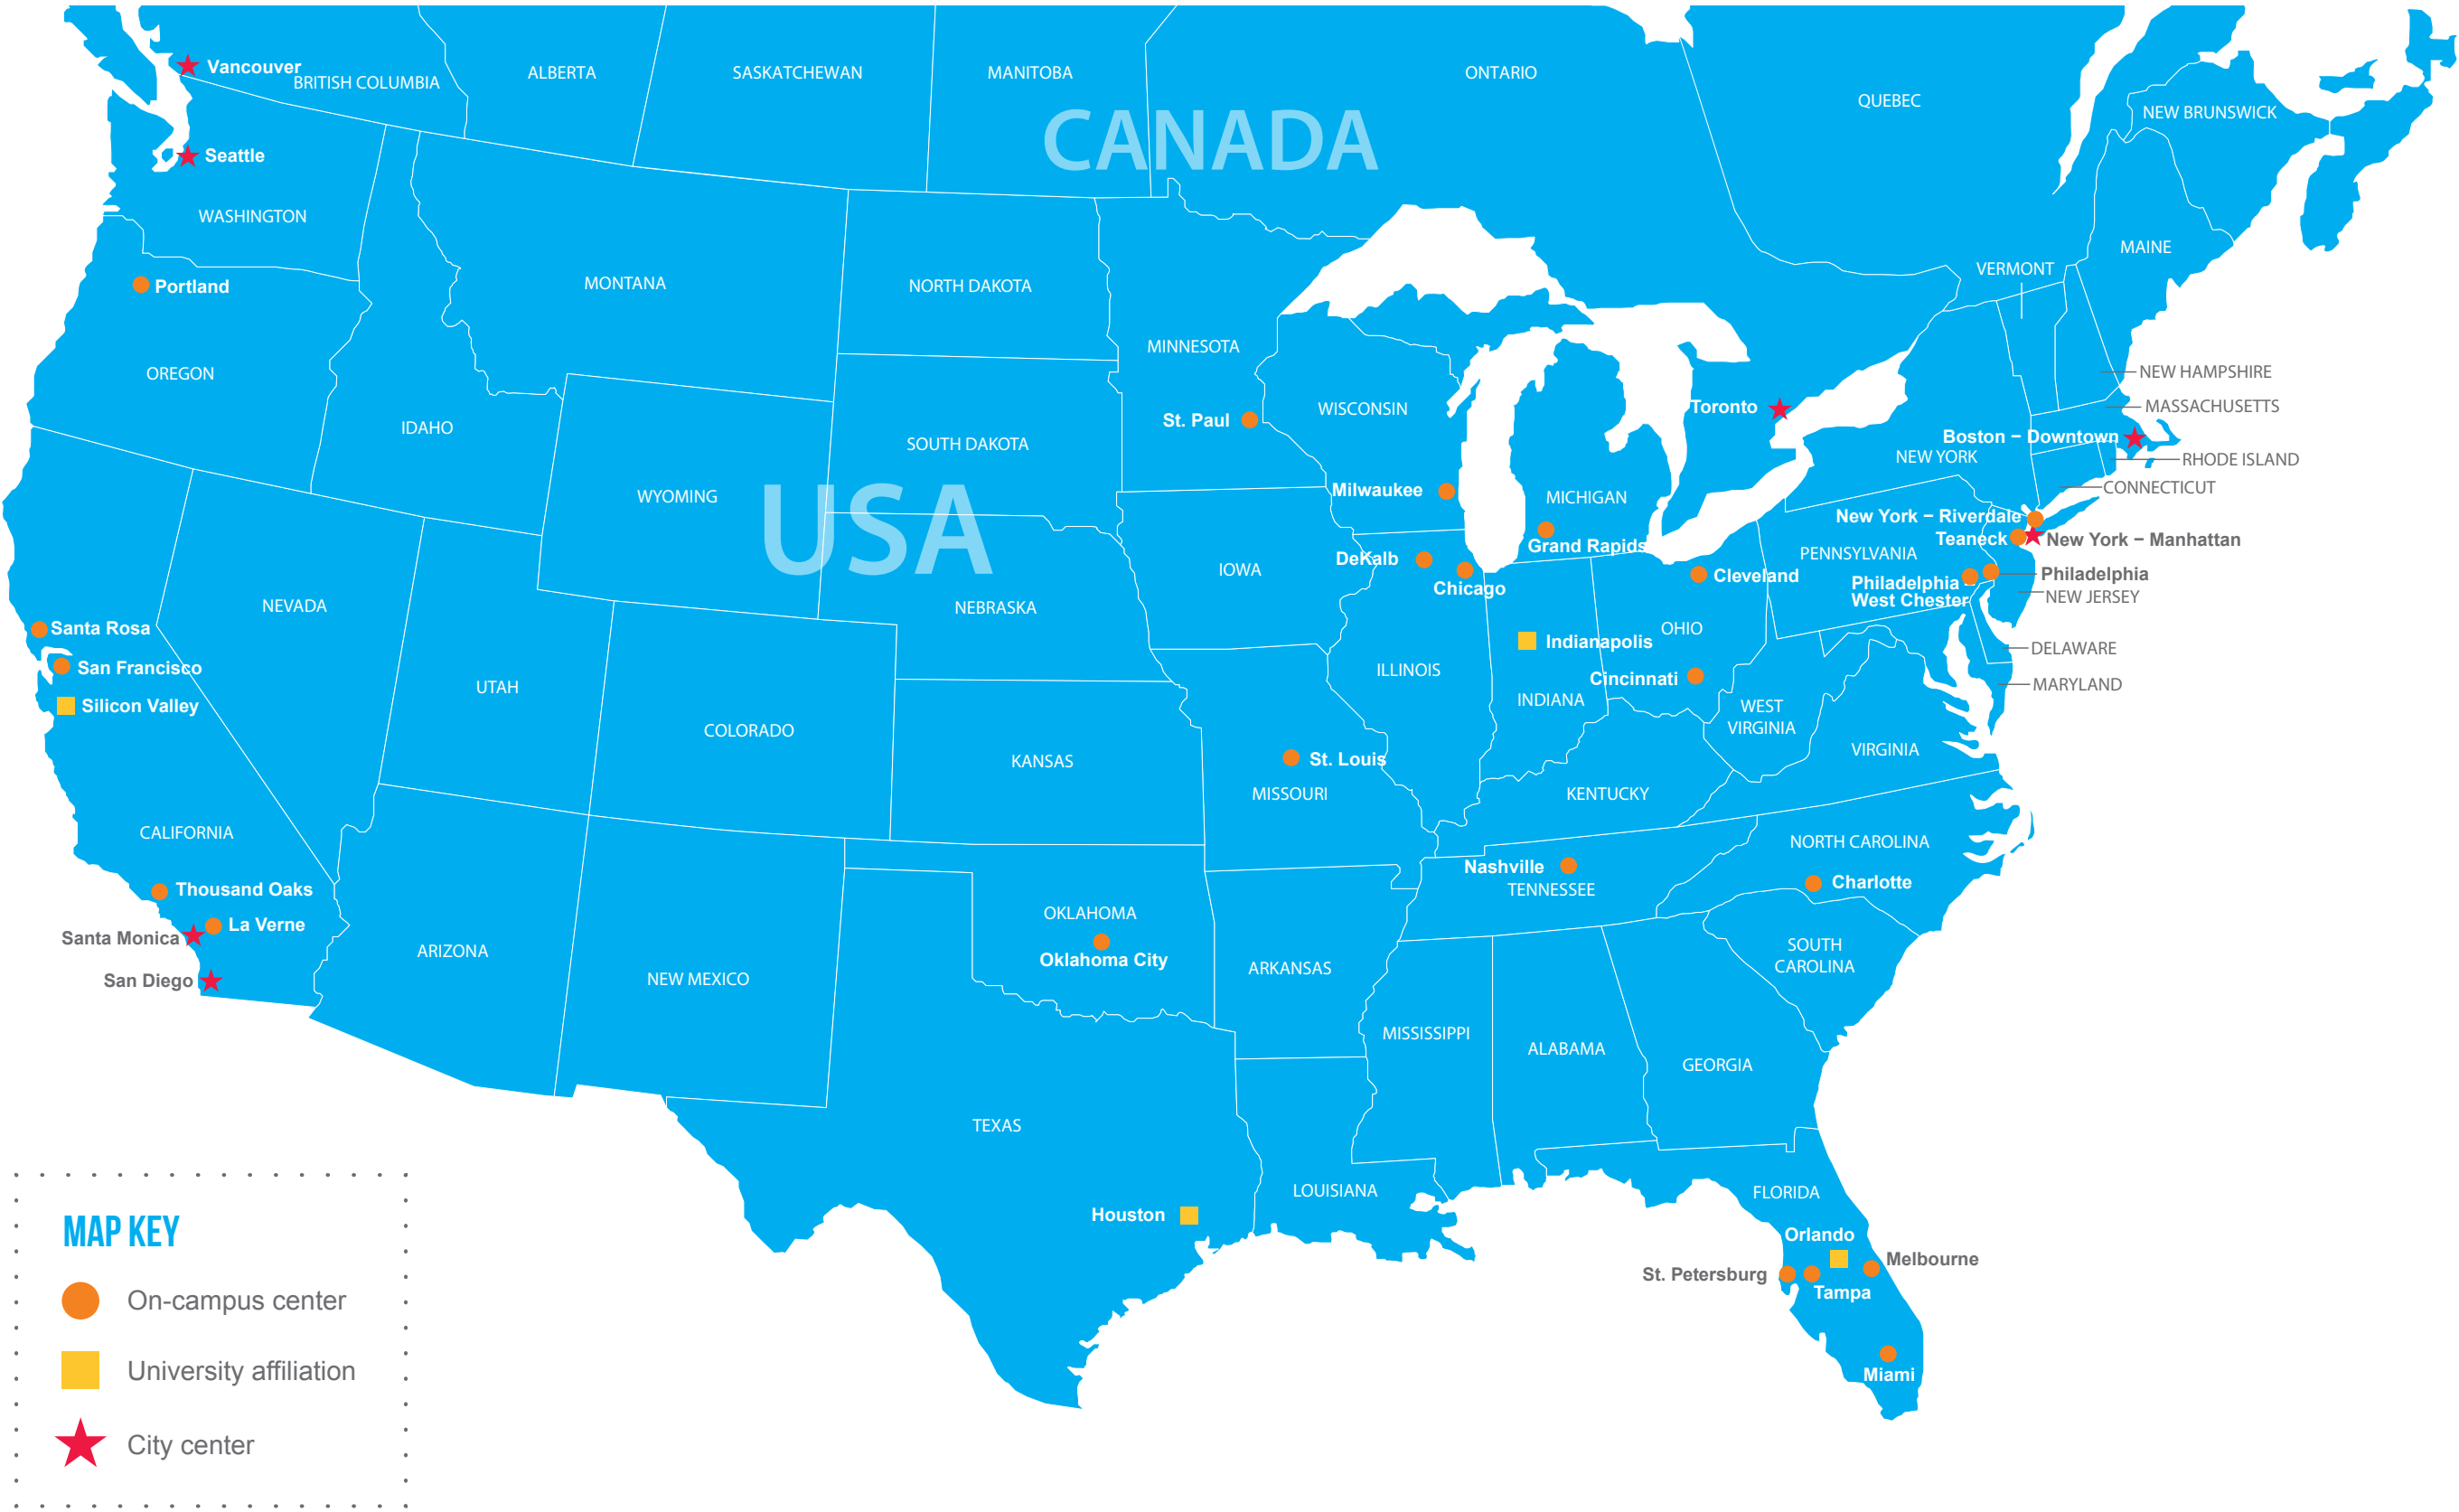 Vancouver
BRITISH COLUMBIA
ALBERTA
SASKATCHEWAN
MANITOBA
ONTARIO
QUEBEC
NEW BRUNSWICK
CANADA
Seattle
WASHINGTON
MAINE
VERMONT
Portland
MONTANA
NORTH DAKOTA
MINNESOTA
OREGON
NEW HAMPSHIRE
IDAHO
St. Paul
WISCONSIN
Toronto
MASSACHUSETTS
SOUTH DAKOTA
Boston – Downtown
NEW YORK
RHODE ISLAND
WYOMING
USA
Milwaukee
MICHIGAN
CONNECTICUT
New York – Riverdale
Grand Rapids
Teaneck
New York – Manhattan
PENNSYLVANIA
DeKalb
IOWA
Chicago
Cleveland
Philadelphia –
West Chester
Philadelphia
NEW JERSEY
NEVADA
NEBRASKA
Santa Rosa
OHIO
Indianapolis
DELAWARE
San Francisco
ILLINOIS
Cincinnati
MARYLAND
UTAH
Silicon Valley
INDIANA
WEST
VIRGINIA
COLORADO
VIRGINIA
KANSAS
St. Louis
MISSOURI
KENTUCKY
CALIFORNIA
NORTH CAROLINA
Nashville
TENNESSEE
Charlotte
Thousand Oaks
OKLAHOMA
La Verne
Santa Monica
ARIZONA
SOUTH
CAROLINA
Oklahoma City
ARKANSAS
San Diego
NEW MEXICO
MISSISSIPPI
ALABAMA
GEORGIA
TEXAS
LOUISIANA
FLORIDA
Houston
Orlando
Melbourne
St. Petersburg
Tampa
Miami
MAP KEY
On-campus center
University affiliation
City center